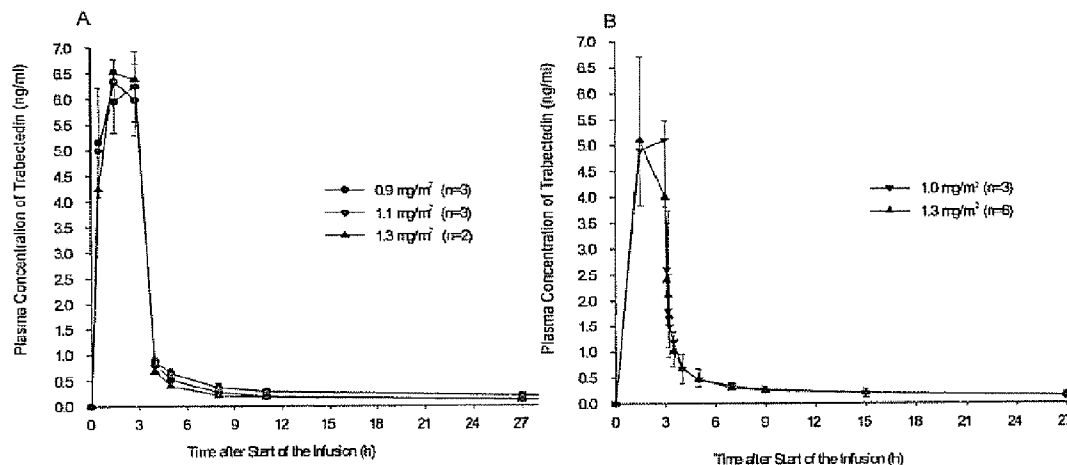 A
Plasma Concentration of Trabectedin (ng/ml)
7.0
6.5
6.0
5.5
5.0
4.5
4.0
3.5
3.0
2.5
2.0
1.5
1.0
0.5
0.0
0.9 mg/m² (n=3)
1.1 mg/m² (n=3)
1.3 mg/m² (n=2)
0 3 6 9 12 15 18 21 24 27
Time after Start of the Infusion (h)
B
Plasma Concentration of Trabectedin (ng/ml)
7.0
6.5
6.0
5.5
5.0
4.5
4.0
3.5
3.0
2.5
2.0
1.5
1.0
0.5
0.0
1.0 mg/m² (n=3)
1.3 mg/m² (n=6)
0 3 6 9 12 15 18 21 24 27
Time after Start of the Infusion (h)